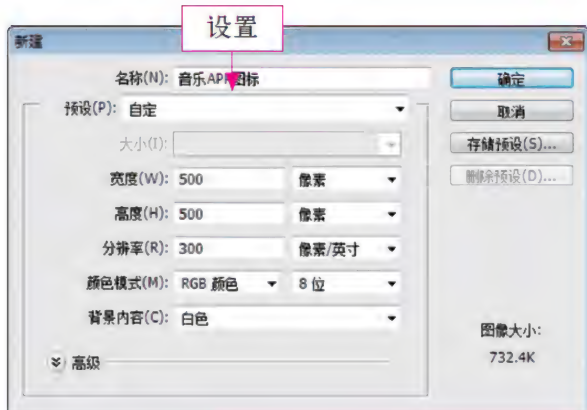 设置
新建
名称(N): 音乐APP图标
确定
预设(P): 自定
取消
大小(I):
存储预设(S)...
宽度(W): 500 像素
删除预设(D)...
高度(H): 500 像素
分辨率(R): 300 像素/英寸
颜色模式(M): RGB 颜色 8 位
背景内容(C): 白色
图像大小:
高级
732.4K